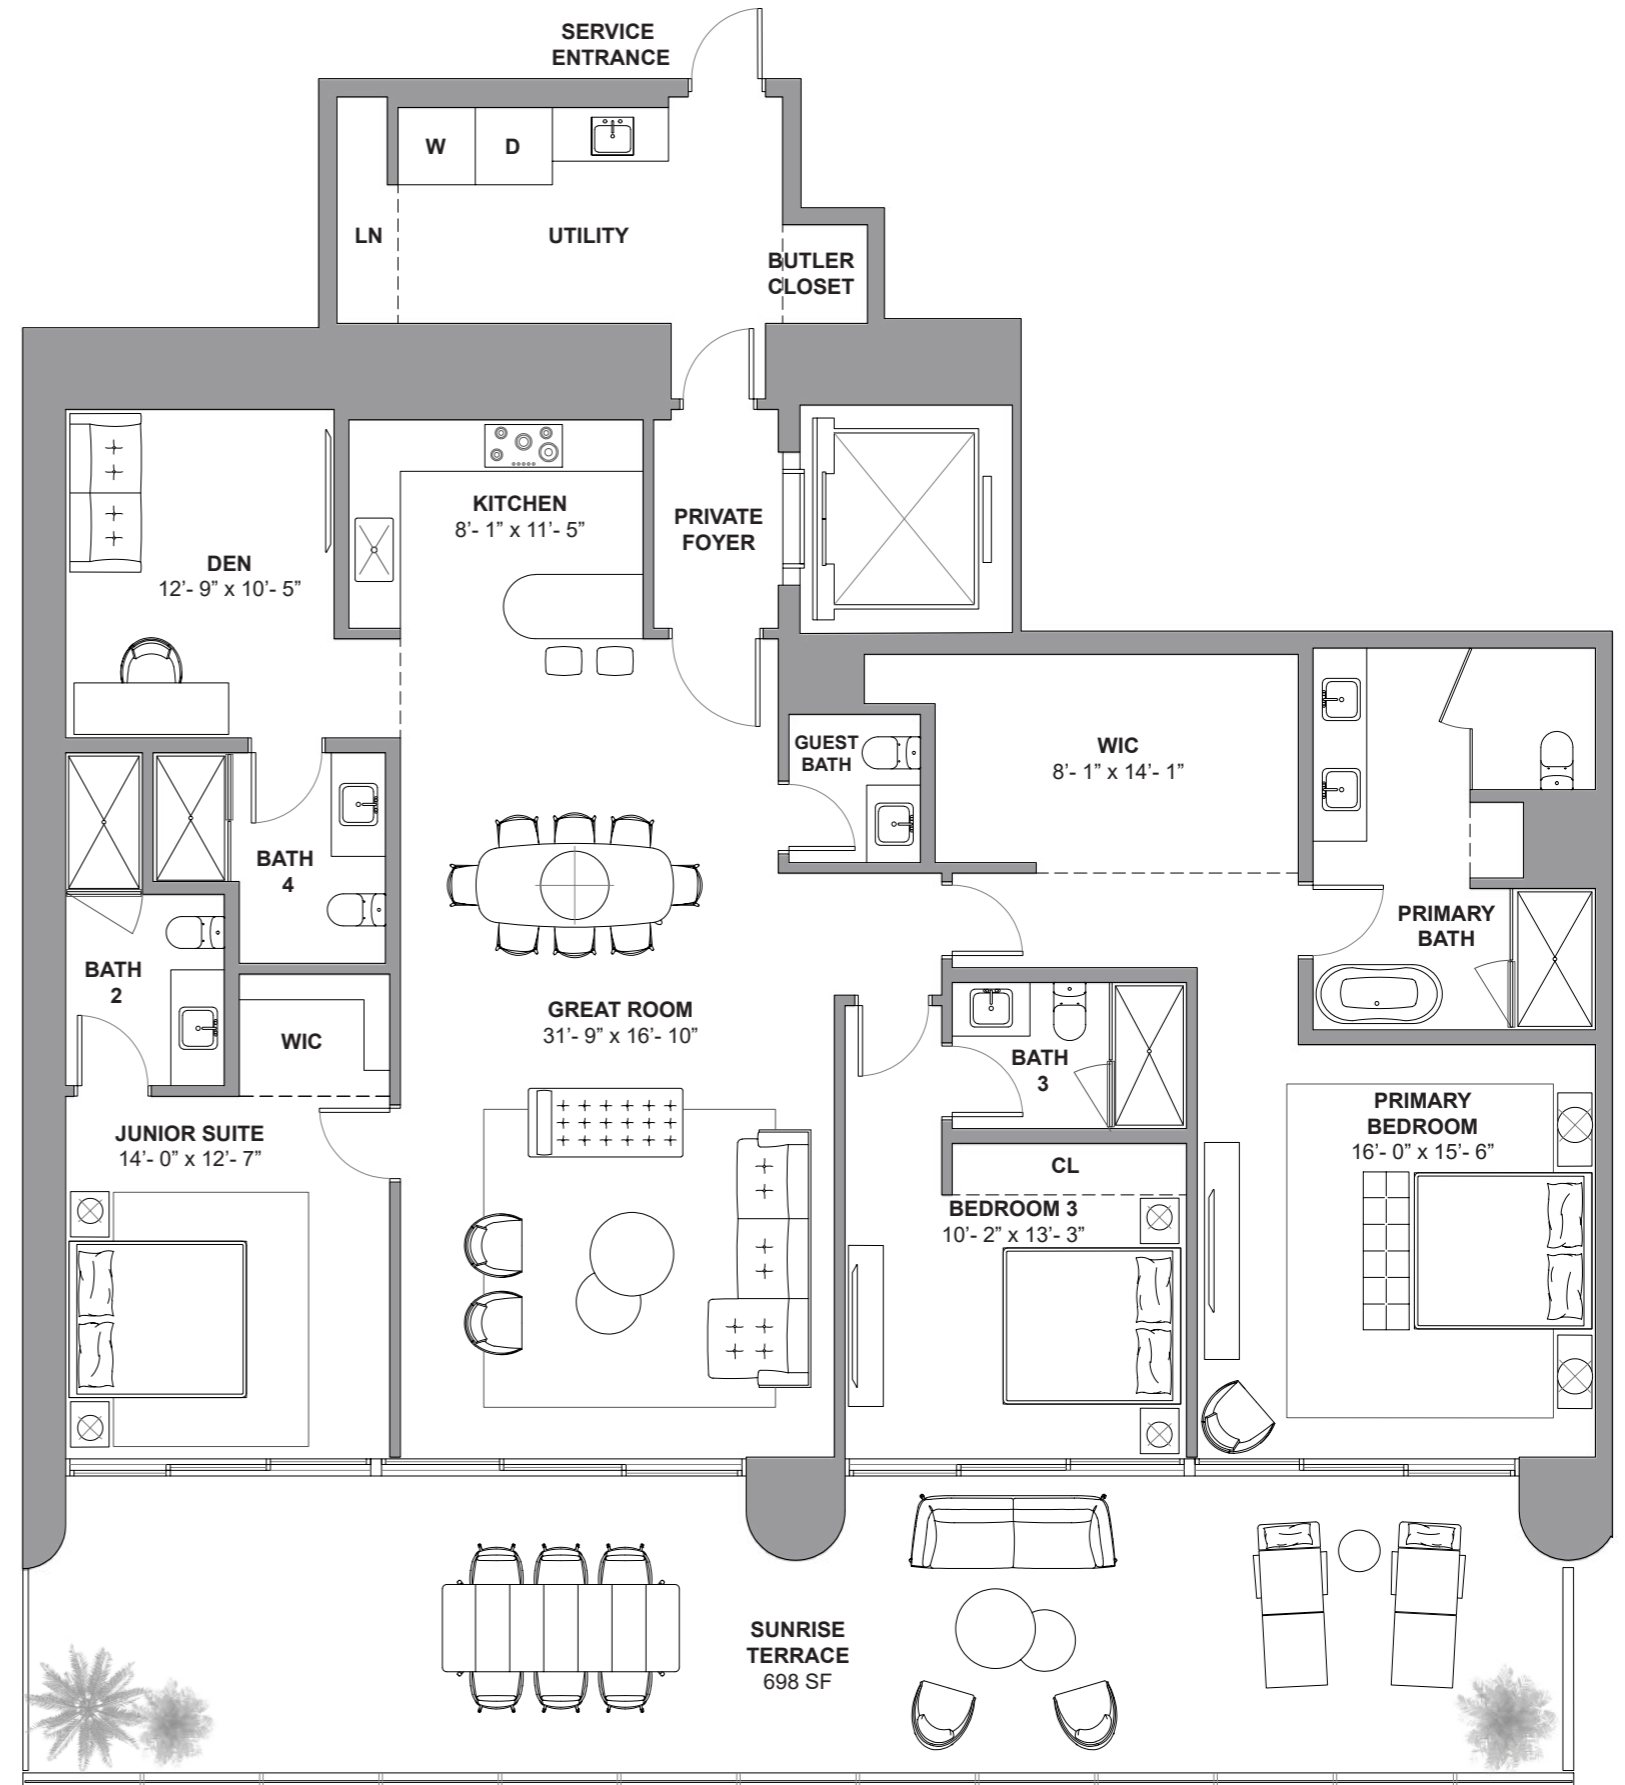 SERVICE
ENTRANCE
W
D
LN
UTILITY
BUTLER
CLOSET
KITCHEN
8’- 1” x 11’- 5”
PRIVATE
FOYER
DEN
12’- 9” x 10’- 5”
GUEST
BATH
WIC
8’- 1” x 14’- 1”
BATH
4
PRIMARY
BATH
BATH
2
GREAT ROOM
31’- 9” x 16’- 10”
WIC
BATH
3
JUNIOR SUITE
14’- 0” x 12’- 7”
PRIMARY
BEDROOM
16’- 0” x 15’- 6”
CL
BEDROOM 3
10’- 2” x 13’- 3”
SUNRISE
TERRACE
698 SF